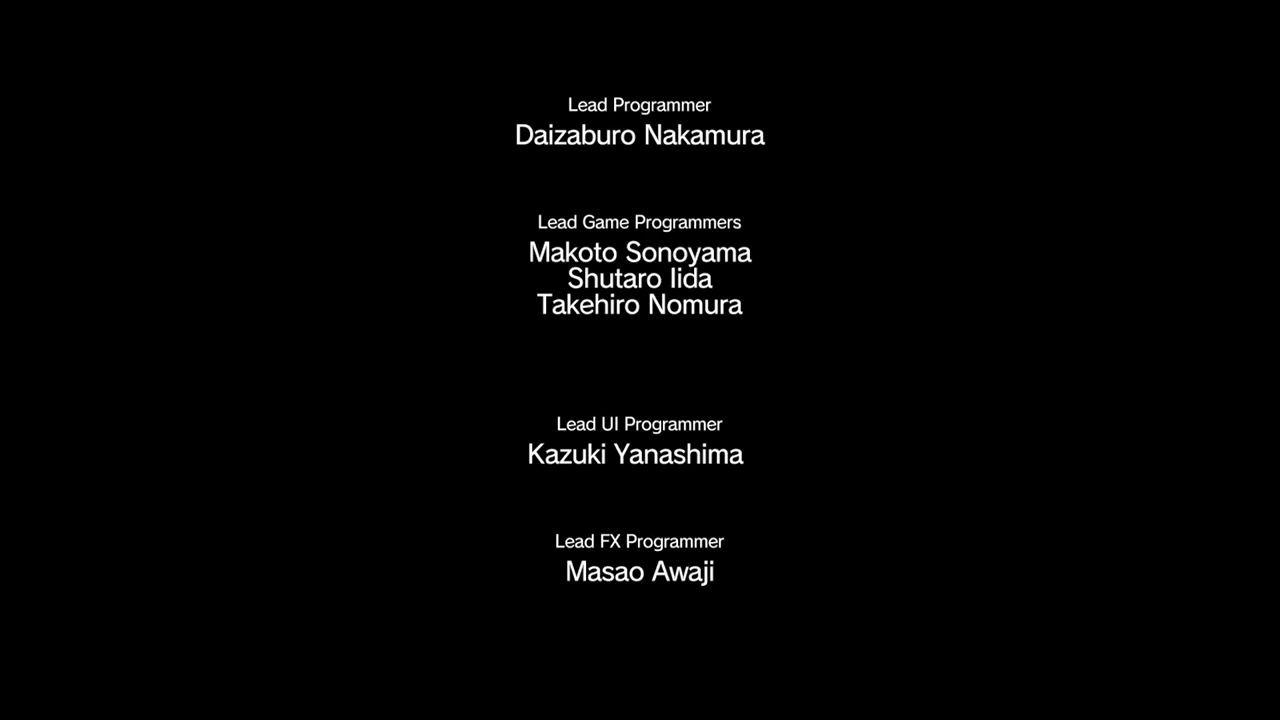 Lead Programmer
Daizaburo Nakamura
Lead Game Programmers
Makoto Sonoyama
Shutaro Iida
Takehiro Nomura
Lead UI Programmer
Kazuki Yanashima
Lead FX Programmer
Masao Awaji